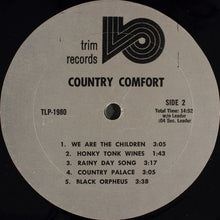 trim
records
COUNTRY COMFORT
TLP-1980
SIDE 2
Total Time: 14:52
w/o Leader
:04 Sec. Leader
1. WE ARE THE CHILDREN 3:05
2. HONKY TONK WINES 1:43
3. RAINY DAY SONG 3:17
4. COUNTRY PALACE 3:05
5. BLACK ORPHEUS 3:38